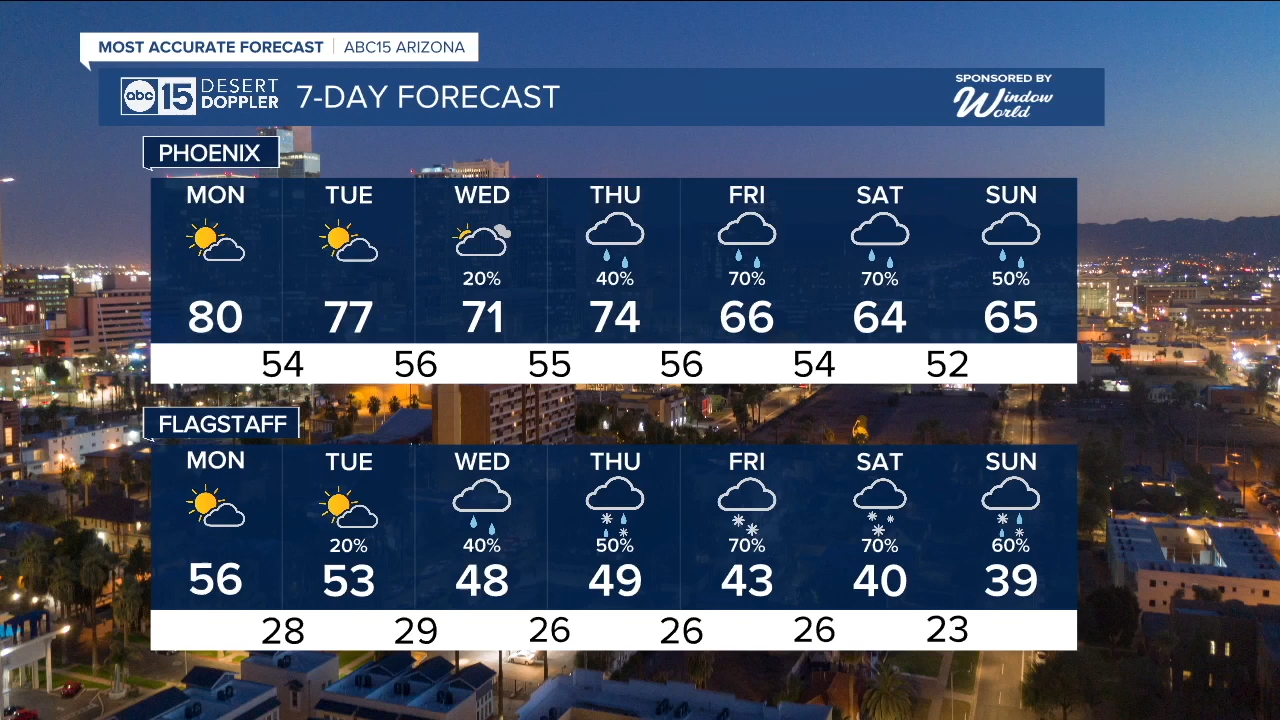 MOST ACCURATE FORECAST | ABC15 ARIZONA
abc 15 DESERT DOPPLER 7-DAY FORECAST
SPONSORED BY
Window World
PHOENIX
MON TUE WED THU FRI SAT SUN
20% 40% 70% 70% 50%
80 77 71 74 66 64 65
54 56 55 56 54 52
FLAGSTAFF
MON TUE WED THU FRI SAT SUN
20% 40% 50% 70% 70% 60%
56 53 48 49 43 40 39
28 29 26 26 26 23